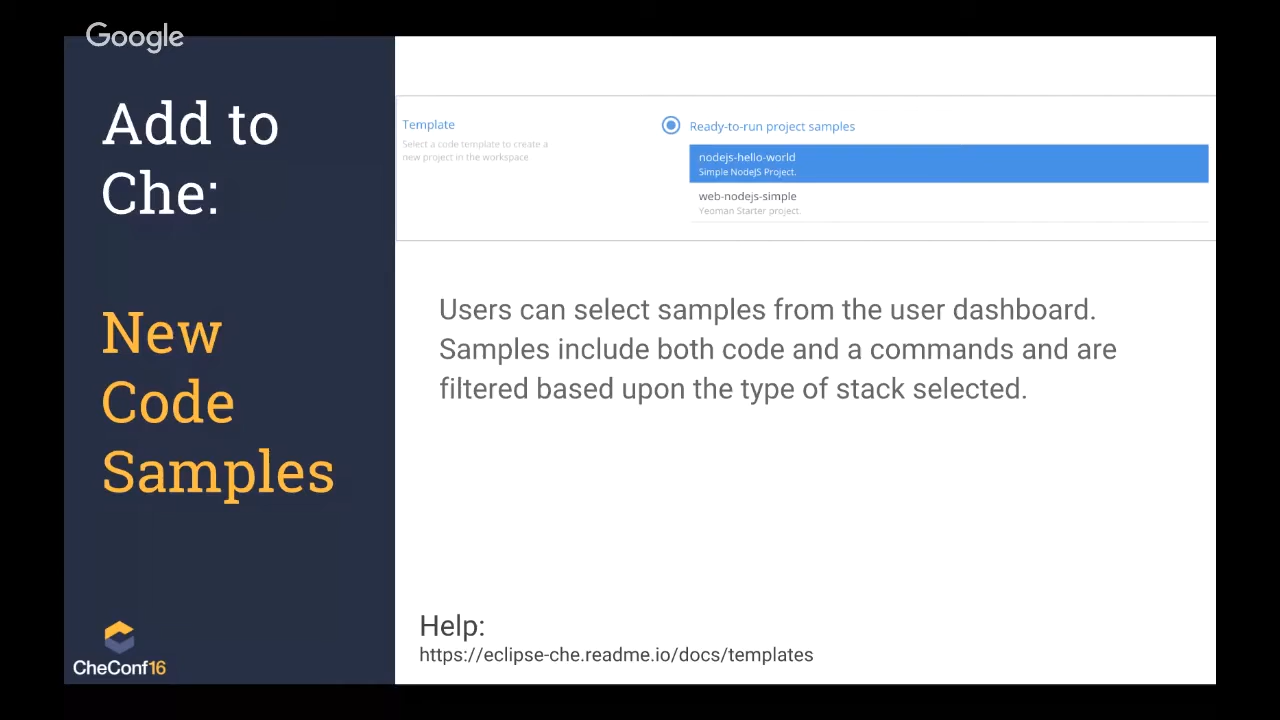 Google
Add to
Che:
New
Code
Samples
CheConf16
Template
Select a code template to create a
new project in the workspace
Ready-to-run project samples
nodejs-hello-world
Simple NodeJS Project.
web-nodejs-simple
Yeoman Starter project.
Users can select samples from the user dashboard.
Samples include both code and a commands and are
filtered based upon the type of stack selected.
Help:
https://eclipse-che.readme.io/docs/templates